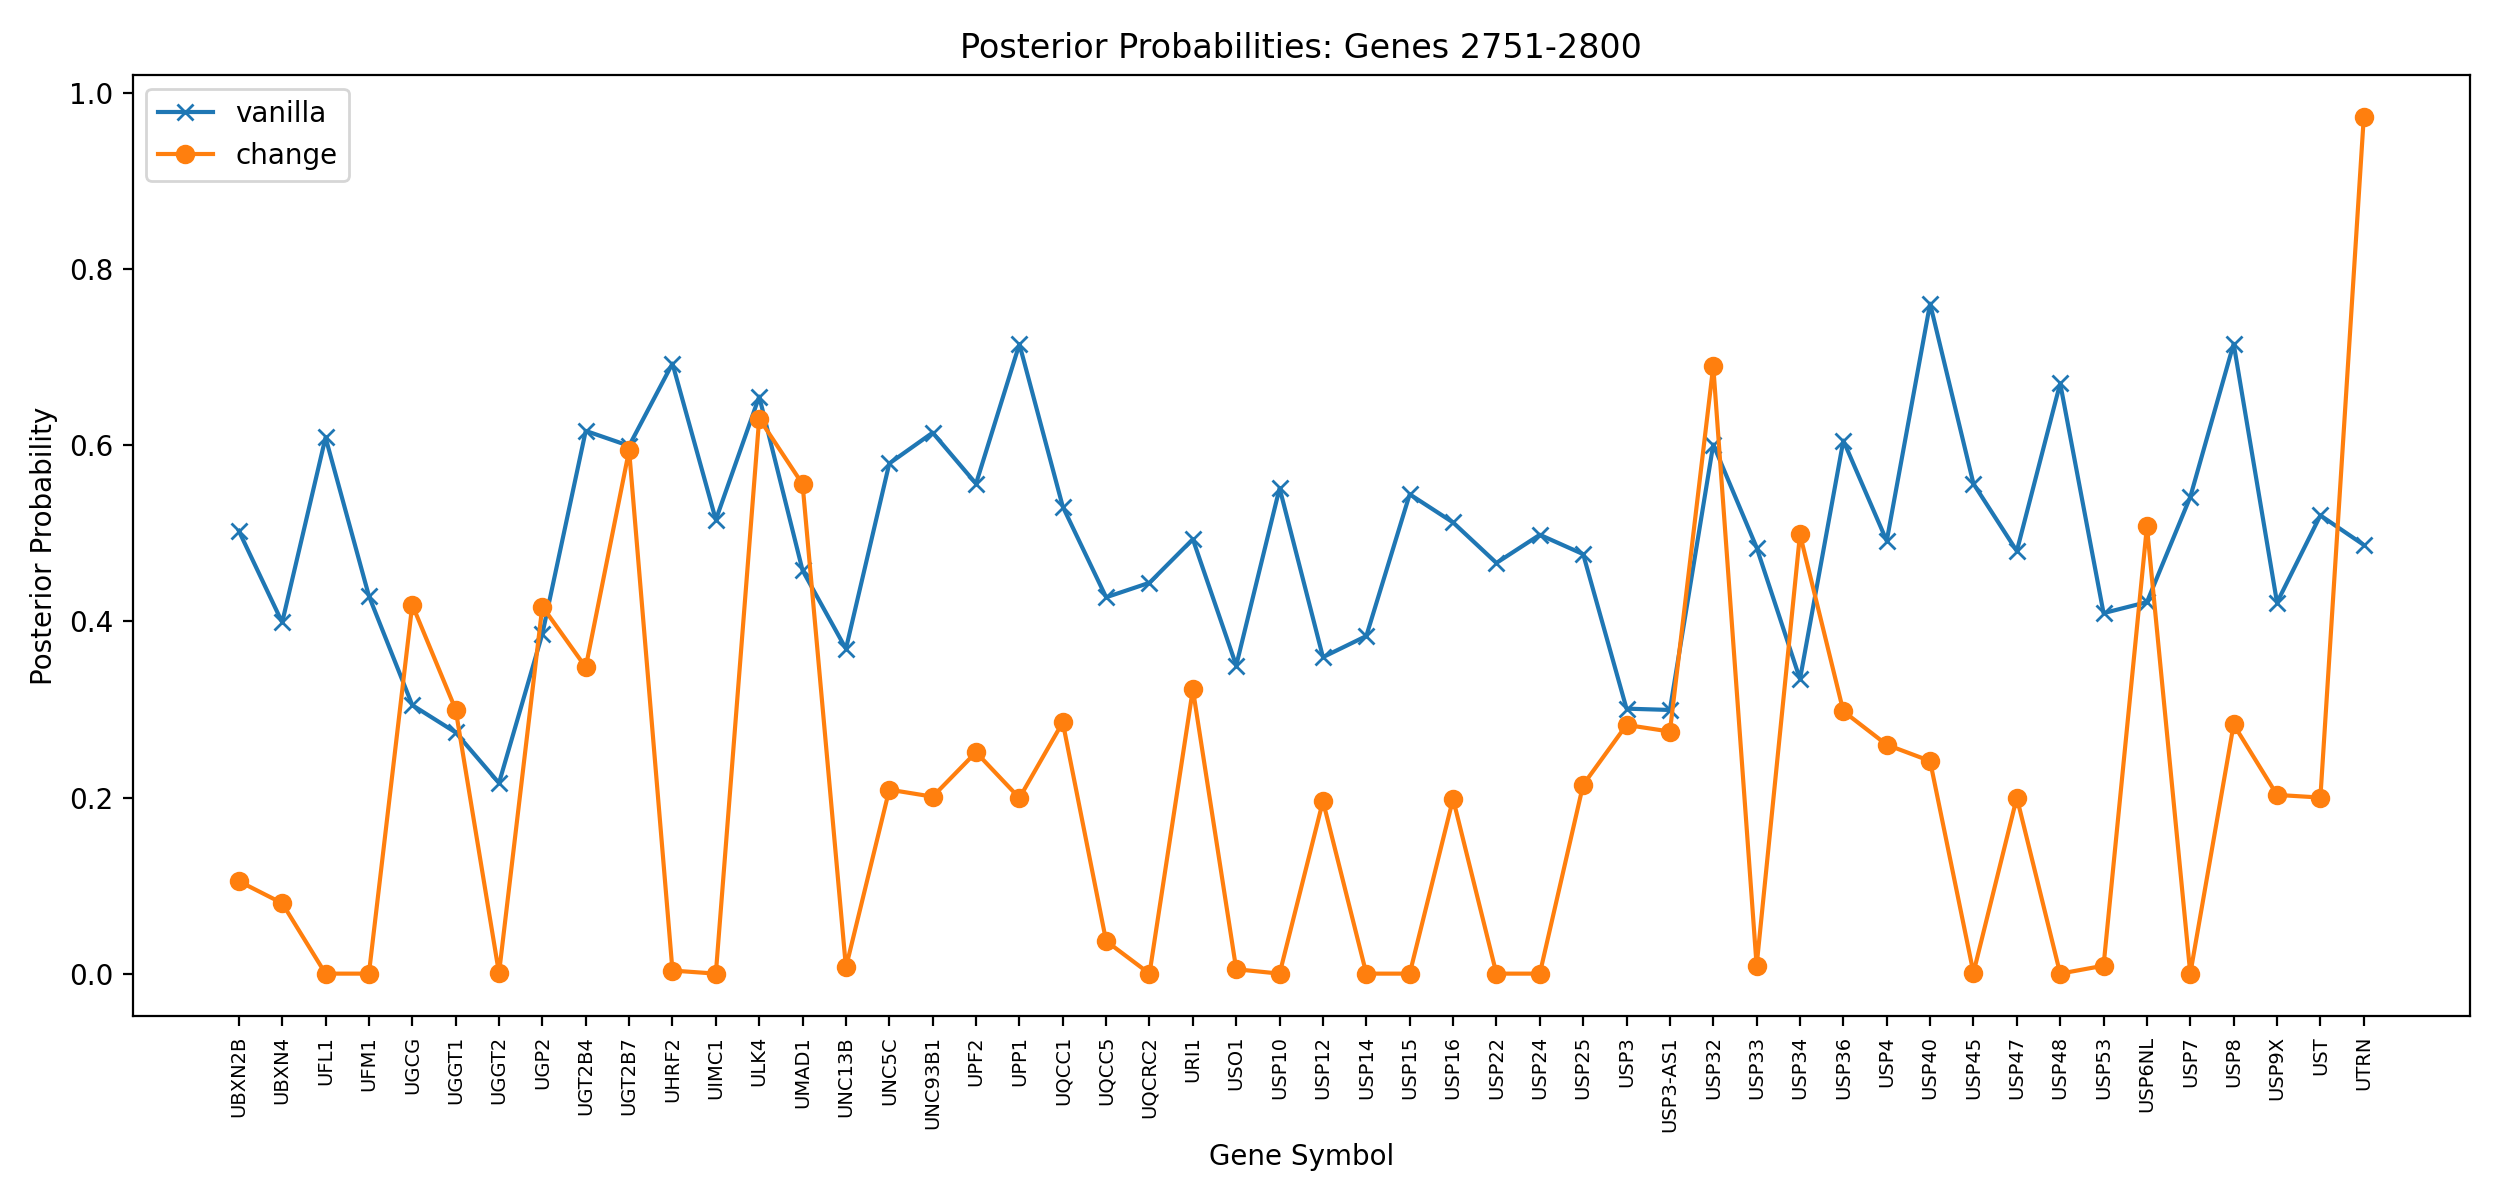 Posterior Probabilities: Genes 2751-2800
vanilla
change
Posterior Probability
1.0
0.8
0.6
0.4
0.2
0.0
UBXN2B
UBXN4
UFL1
UFM1
UGCG
UGGT1
UGGT2
UGP2
UGT2B4
UGT2B7
UHRF2
UIMC1
ULK4
UMAD1
UNC13B
UNC5C
UNC93B1
UPF2
UPP1
UQCC1
UQCC5
UQCRC2
URI1
USO1
USP10
USP12
USP14
USP15
USP16
USP22
USP24
USP25
USP3
USP3-AS1
USP32
USP33
USP34
USP36
USP4
USP40
USP45
USP47
USP48
USP53
USP6NL
USP7
USP8
USP9X
UST
UTRN
Gene Symbol